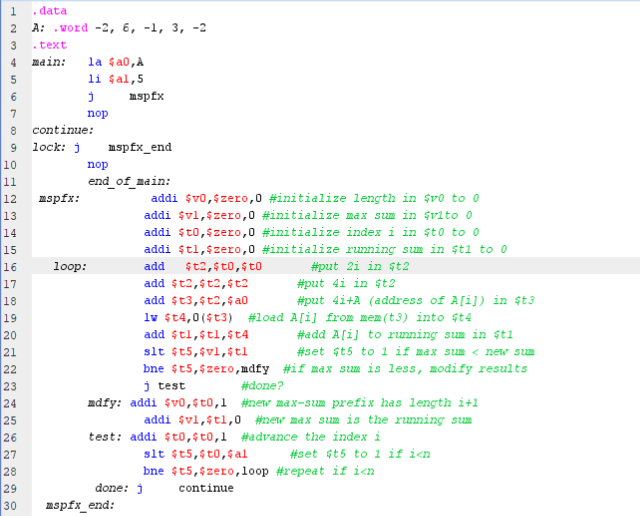 1 .data
2 A: .word -2, 6, -1, 3, -2
3 .text
4 main: la $a0,A
5 li $a1,5
6 j mspfx
7 nop
8 continue:
9 lock: j mspfx_end
10 nop
11 end_of_main:
12 mspfx: addi $v0,$zero,0 #initialize length in $v0 to 0
13 addi $v1,$zero,0 #initialize max sum in $v1to 0
14 addi $t0,$zero,0 #initialize index i in $t0 to 0
15 addi $t1,$zero,0 #initialize running sum in $t1 to 0
16 loop: add $t2,$t0,$t0 #put 2i in $t2
17 add $t2,$t2,$t2 #put 4i in $t2
18 add $t3,$t2,$a0 #put 4i+A (address of A[i]) in $t3
19 lw $t4,0($t3) #load A[i] from mem(t3) into $t4
20 add $t1,$t1,$t4 #add A[i] to running sum in $t1
21 slt $t5,$v1,$t1 #set $t5 to 1 if max sum < new sum
22 bne $t5,$zero,mdfy #if max sum is less, modify results
23 j test #done?
24 mdfy: addi $v0,$t0,1 #new max-sum prefix has length i+1
25 addi $v1,$t1,0 #new max sum is the running sum
26 test: addi $t0,$t0,1 #advance the index i
27 slt $t5,$t0,$a1 #set $t5 to 1 if i<n
28 bne $t5,$zero,loop #repeat if i<n
29 done: j continue
30 mspfx_end: